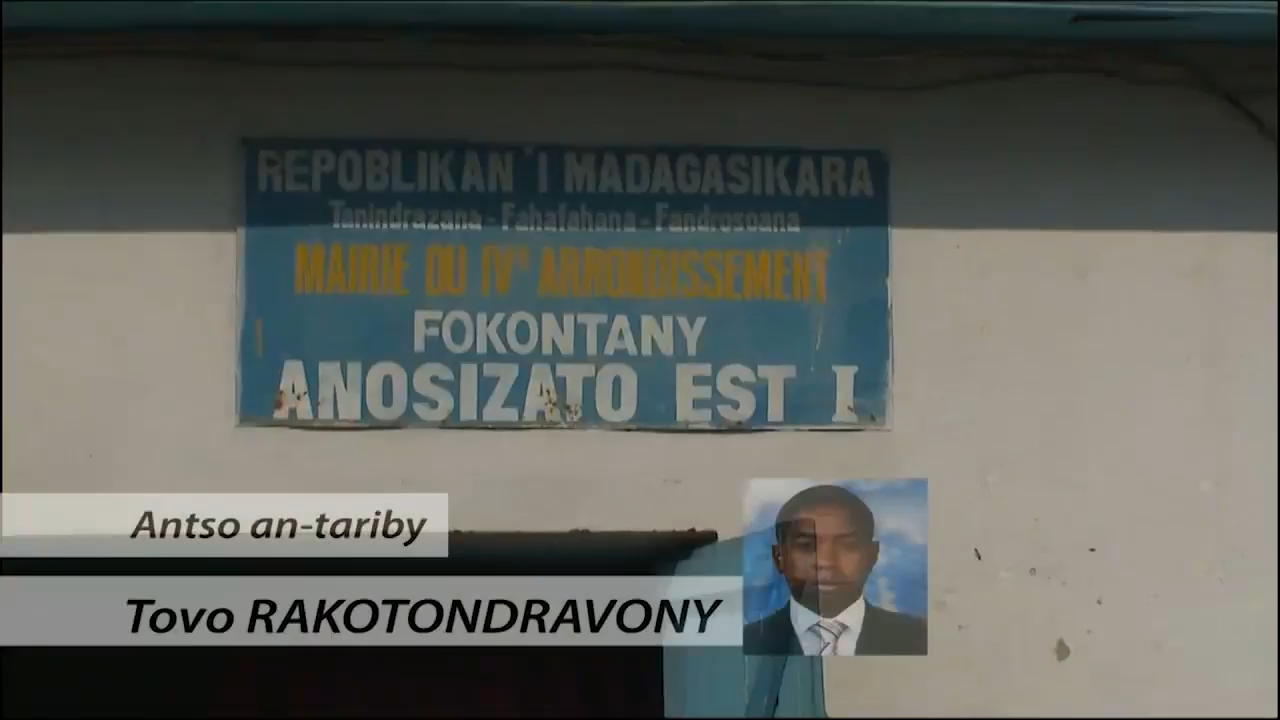 REPOBLIKAN'I MADAGASIKARA
Tanindrazana - Fahafahana - Fandrosoana
MAIRIE DU IVe ARRONDISSEMENT
FOKONTANY
ANOSIZATO EST I
Antso an-tariby
Tovo RAKOTONDRAVONY